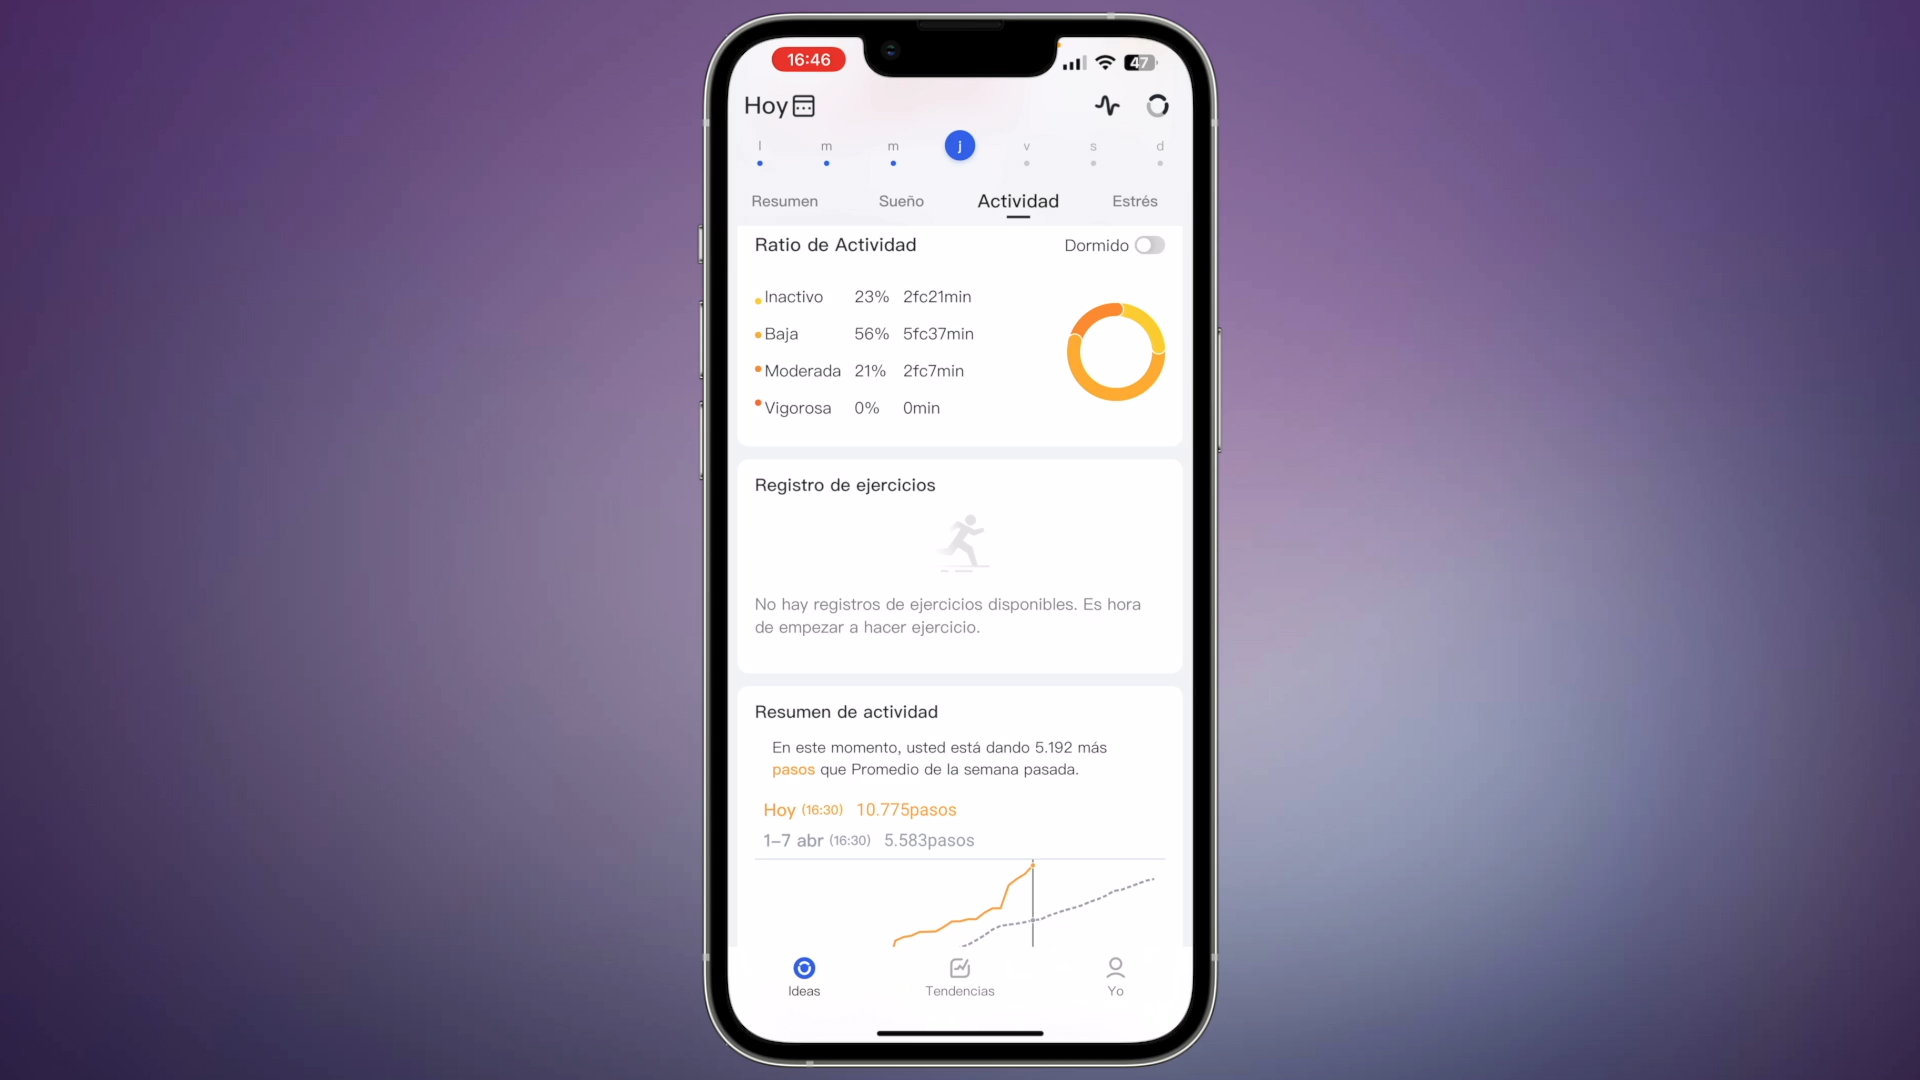 16:46
47
Hoy
l m m j v s d
Resumen Sueño Actividad Estrés
Ratio de Actividad Dormido
Inactivo 23% 2fc21min
Baja 56% 5fc37min
Moderada 21% 2fc7min
Vigorosa 0% 0min
Registro de ejercicios
No hay registros de ejercicios disponibles. Es hora
de empezar a hacer ejercicio.
Resumen de actividad
En este momento, usted está dando 5.192 más
pasos que Promedio de la semana pasada.
Hoy (16:30) 10.775pasos
1–7 abr (16:30) 5.583pasos
Ideas Tendencias Yo